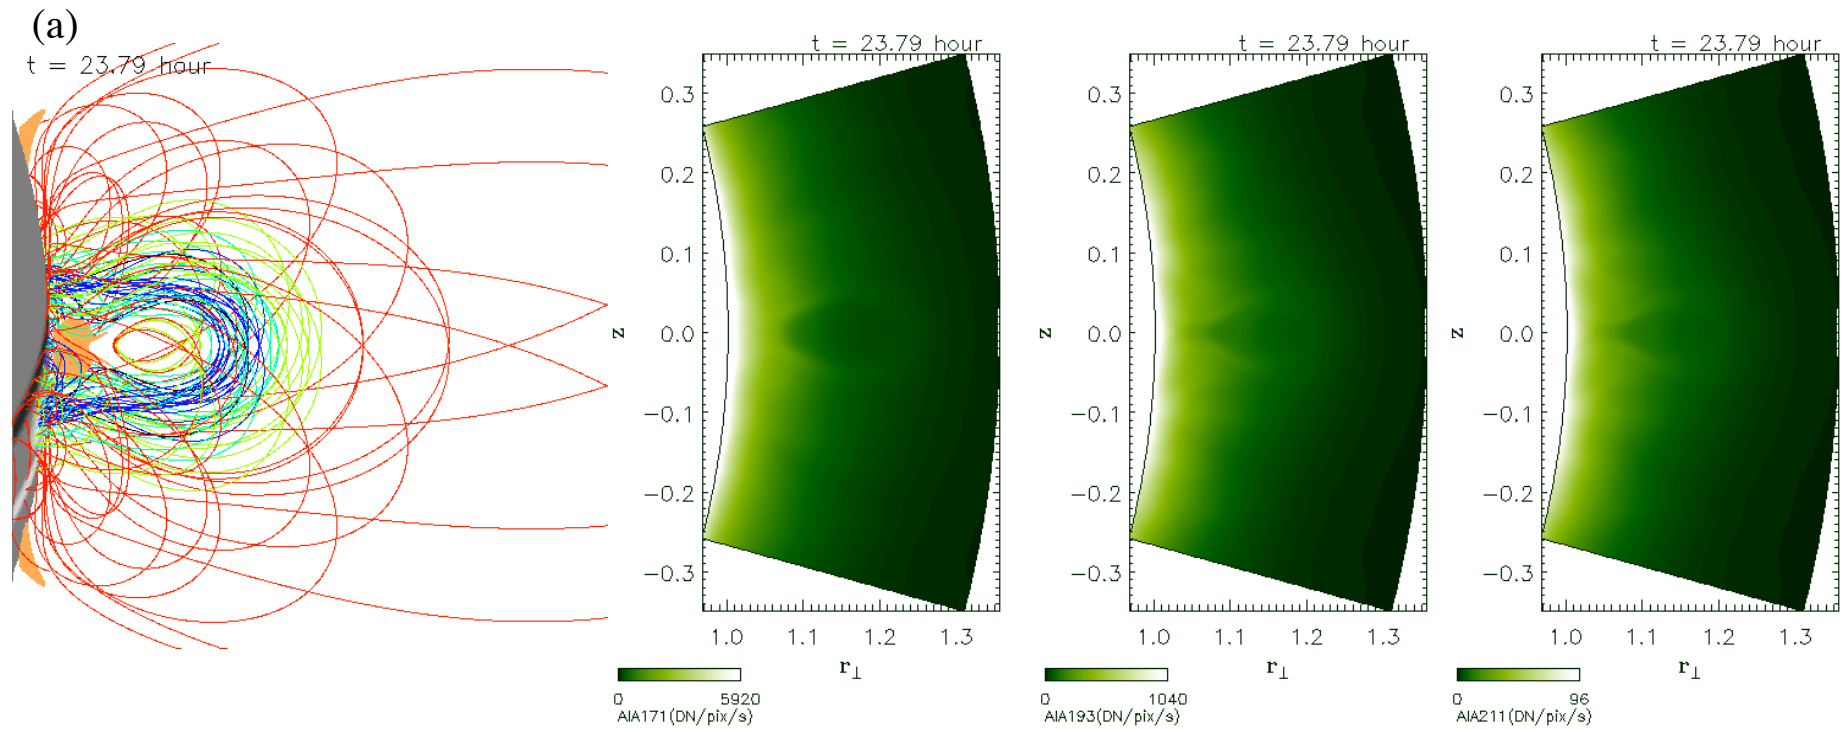 (a)
t = 23.79 hour
t = 23.79 hour
0.3
0.2
0.1
0.0
−0.1
−0.2
−0.3
z
1.0 1.1 1.2 1.3
r⊥
0 5920
AIA171(DN/pix/s)
t = 23.79 hour
0.3
0.2
0.1
0.0
−0.1
−0.2
−0.3
z
1.0 1.1 1.2 1.3
r⊥
0 1040
AIA193(DN/pix/s)
t = 23.79 hour
0.3
0.2
0.1
0.0
−0.1
−0.2
−0.3
z
1.0 1.1 1.2 1.3
r⊥
0 96
AIA211(DN/pix/s)